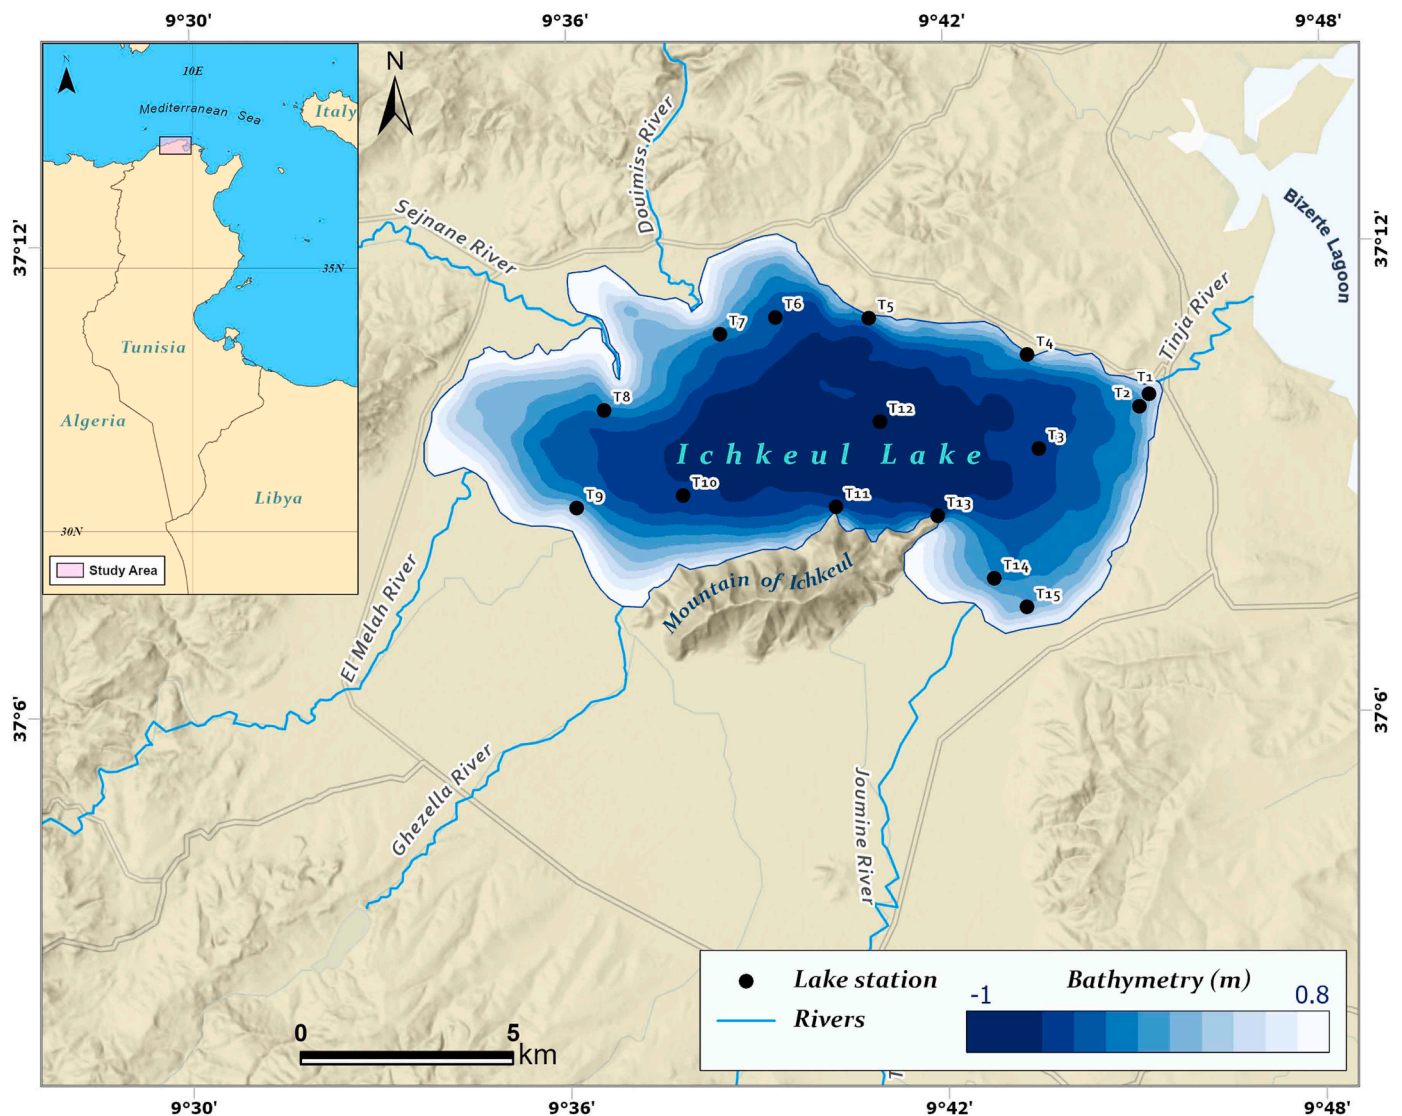 9°30'
9°36'
9°42'
9°48'
N
10E
Mediterranean Sea
Italy
35N
Tunisia
Algeria
Libya
30N
Study Area
N
37°12'
37°12'
37°6'
37°6'
Douimiss River
Sejnane River
Bizerte Lagoon
Tinja River
T6
T5
T7
T4
T1
T2
T8
T12
T3
Ichkeul Lake
T10
T9
T11
T13
Mountain of Ichkeul
T14
T15
El Melah River
Ghezella River
Joumine River
Lake station
Rivers
Bathymetry (m)
-1
0.8
0
5
km
9°30'
9°36'
9°42'
9°48'